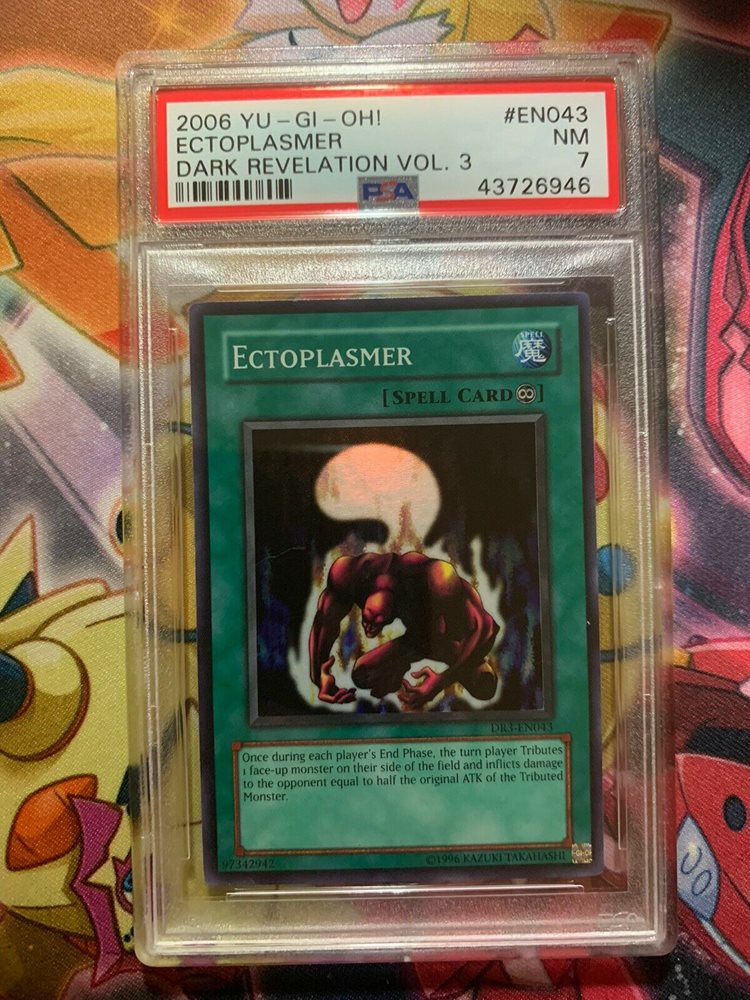 2006 YU-GI-OH! #EN043
ECTOPLASMER NM
DARK REVELATION VOL. 3 7
PSA 43726946
ECTOPLASMER
SPELL
魔
[SPELL CARD∞]
DR3-EN043
Once during each player's End Phase, the turn player Tributes
1 face-up monster on their side of the field and inflicts damage
to the opponent equal to half the original ATK of the Tributed
Monster.
97342942 ©1996 KAZUKI TAKAHASHI